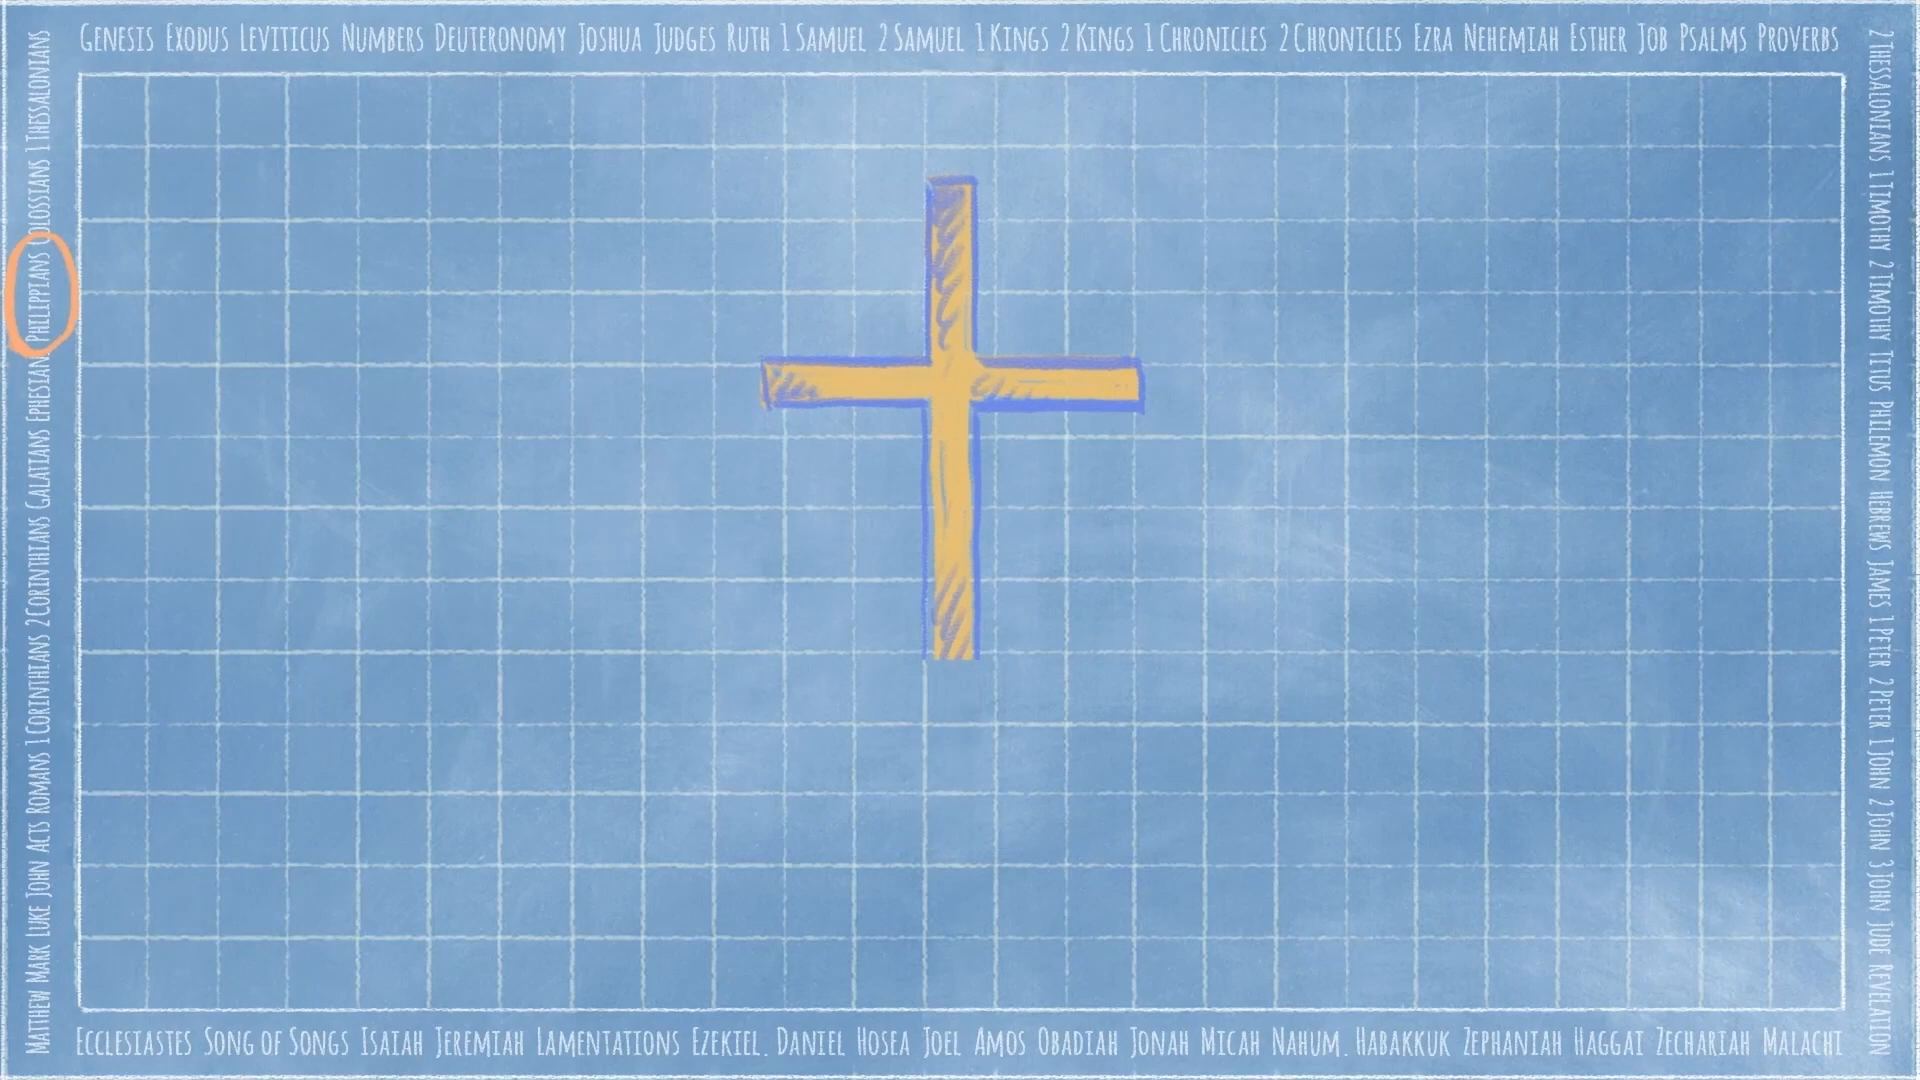 Genesis Exodus Leviticus Numbers Deuteronomy Joshua Judges Ruth 1 Samuel 2 Samuel 1 Kings 2 Kings 1 Chronicles 2 Chronicles Ezra Nehemiah Esther Job Psalms Proverbs
Ecclesiastes Song of Songs Isaiah Jeremiah Lamentations Ezekiel. Daniel Hosea Joel Amos Obadiah Jonah Micah Nahum. Habakkuk Zephaniah Haggai Zechariah Malachi
Matthew Mark Luke John Acts Romans 1 Corinthians 2 Corinthians Galatians Ephesians Philippians Colossians 1 Thessalonians
2 Thessalonians 1 Timothy 2 Timothy Titus Philemon Hebrews James 1 Peter 2 Peter 1 John 2 John 3 John Jude Revelation